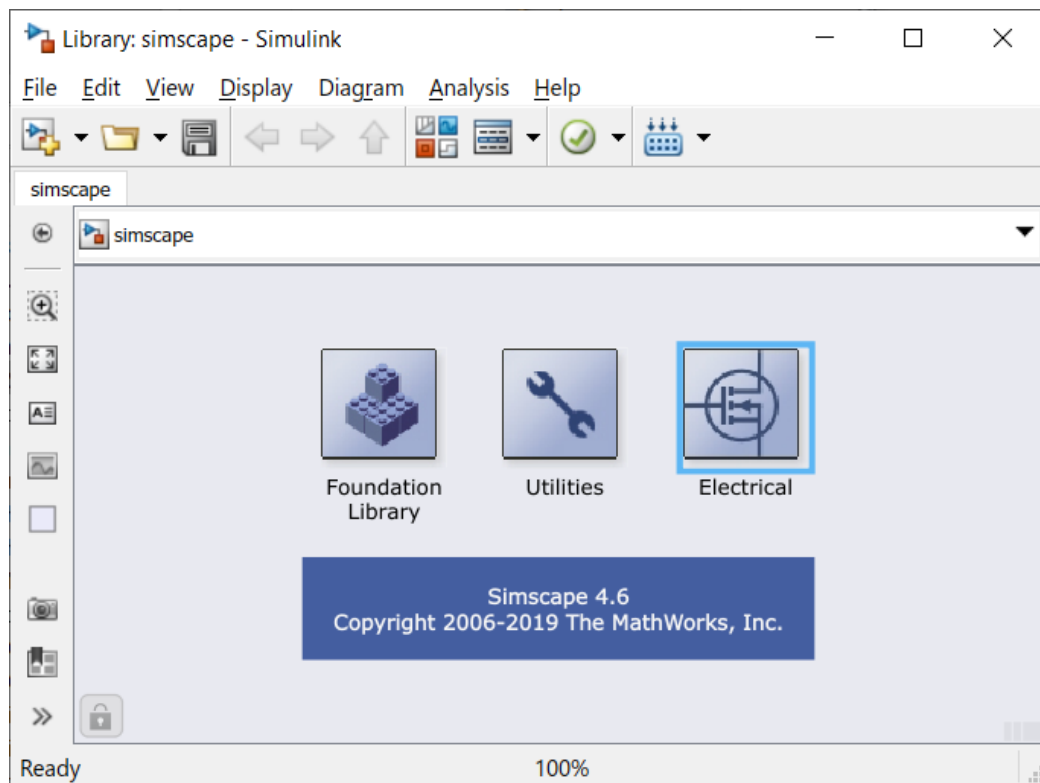 Library: simscape - Simulink
File Edit View Display Diagram Analysis Help
simscape
simscape
Foundation
Library
Utilities
Electrical
Simscape 4.6
Copyright 2006-2019 The MathWorks, Inc.
Ready
100%